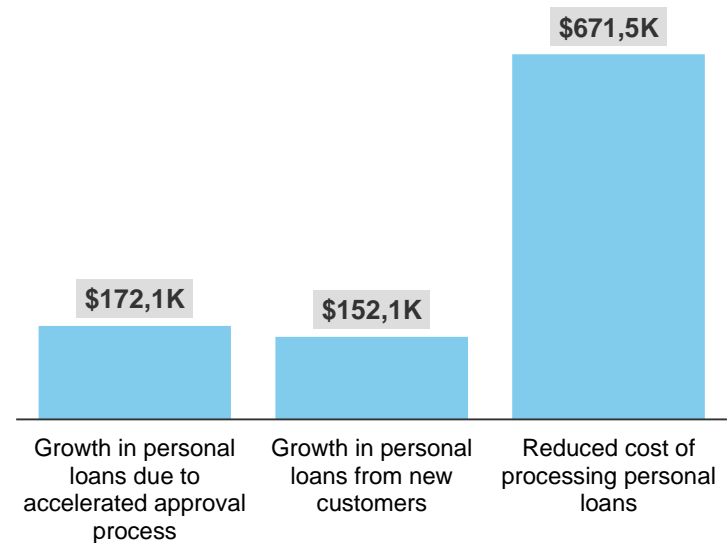 $671,5K
$172,1K
$152,1K
Growth in personal
loans due to
accelerated approval
process
Growth in personal
loans from new
customers
Reduced cost of
processing personal
loans